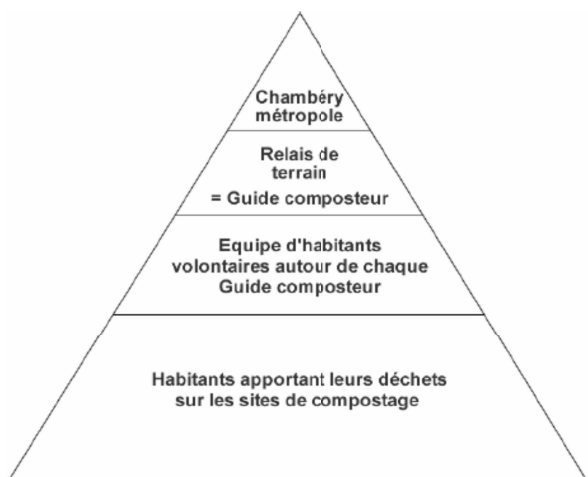 Chambéry
métropole
Relais de
terrain
= Guide composteur
Equipe d'habitants
volontaires autour de chaque
Guide composteur
Habitants apportant leurs déchets
sur les sites de compostage